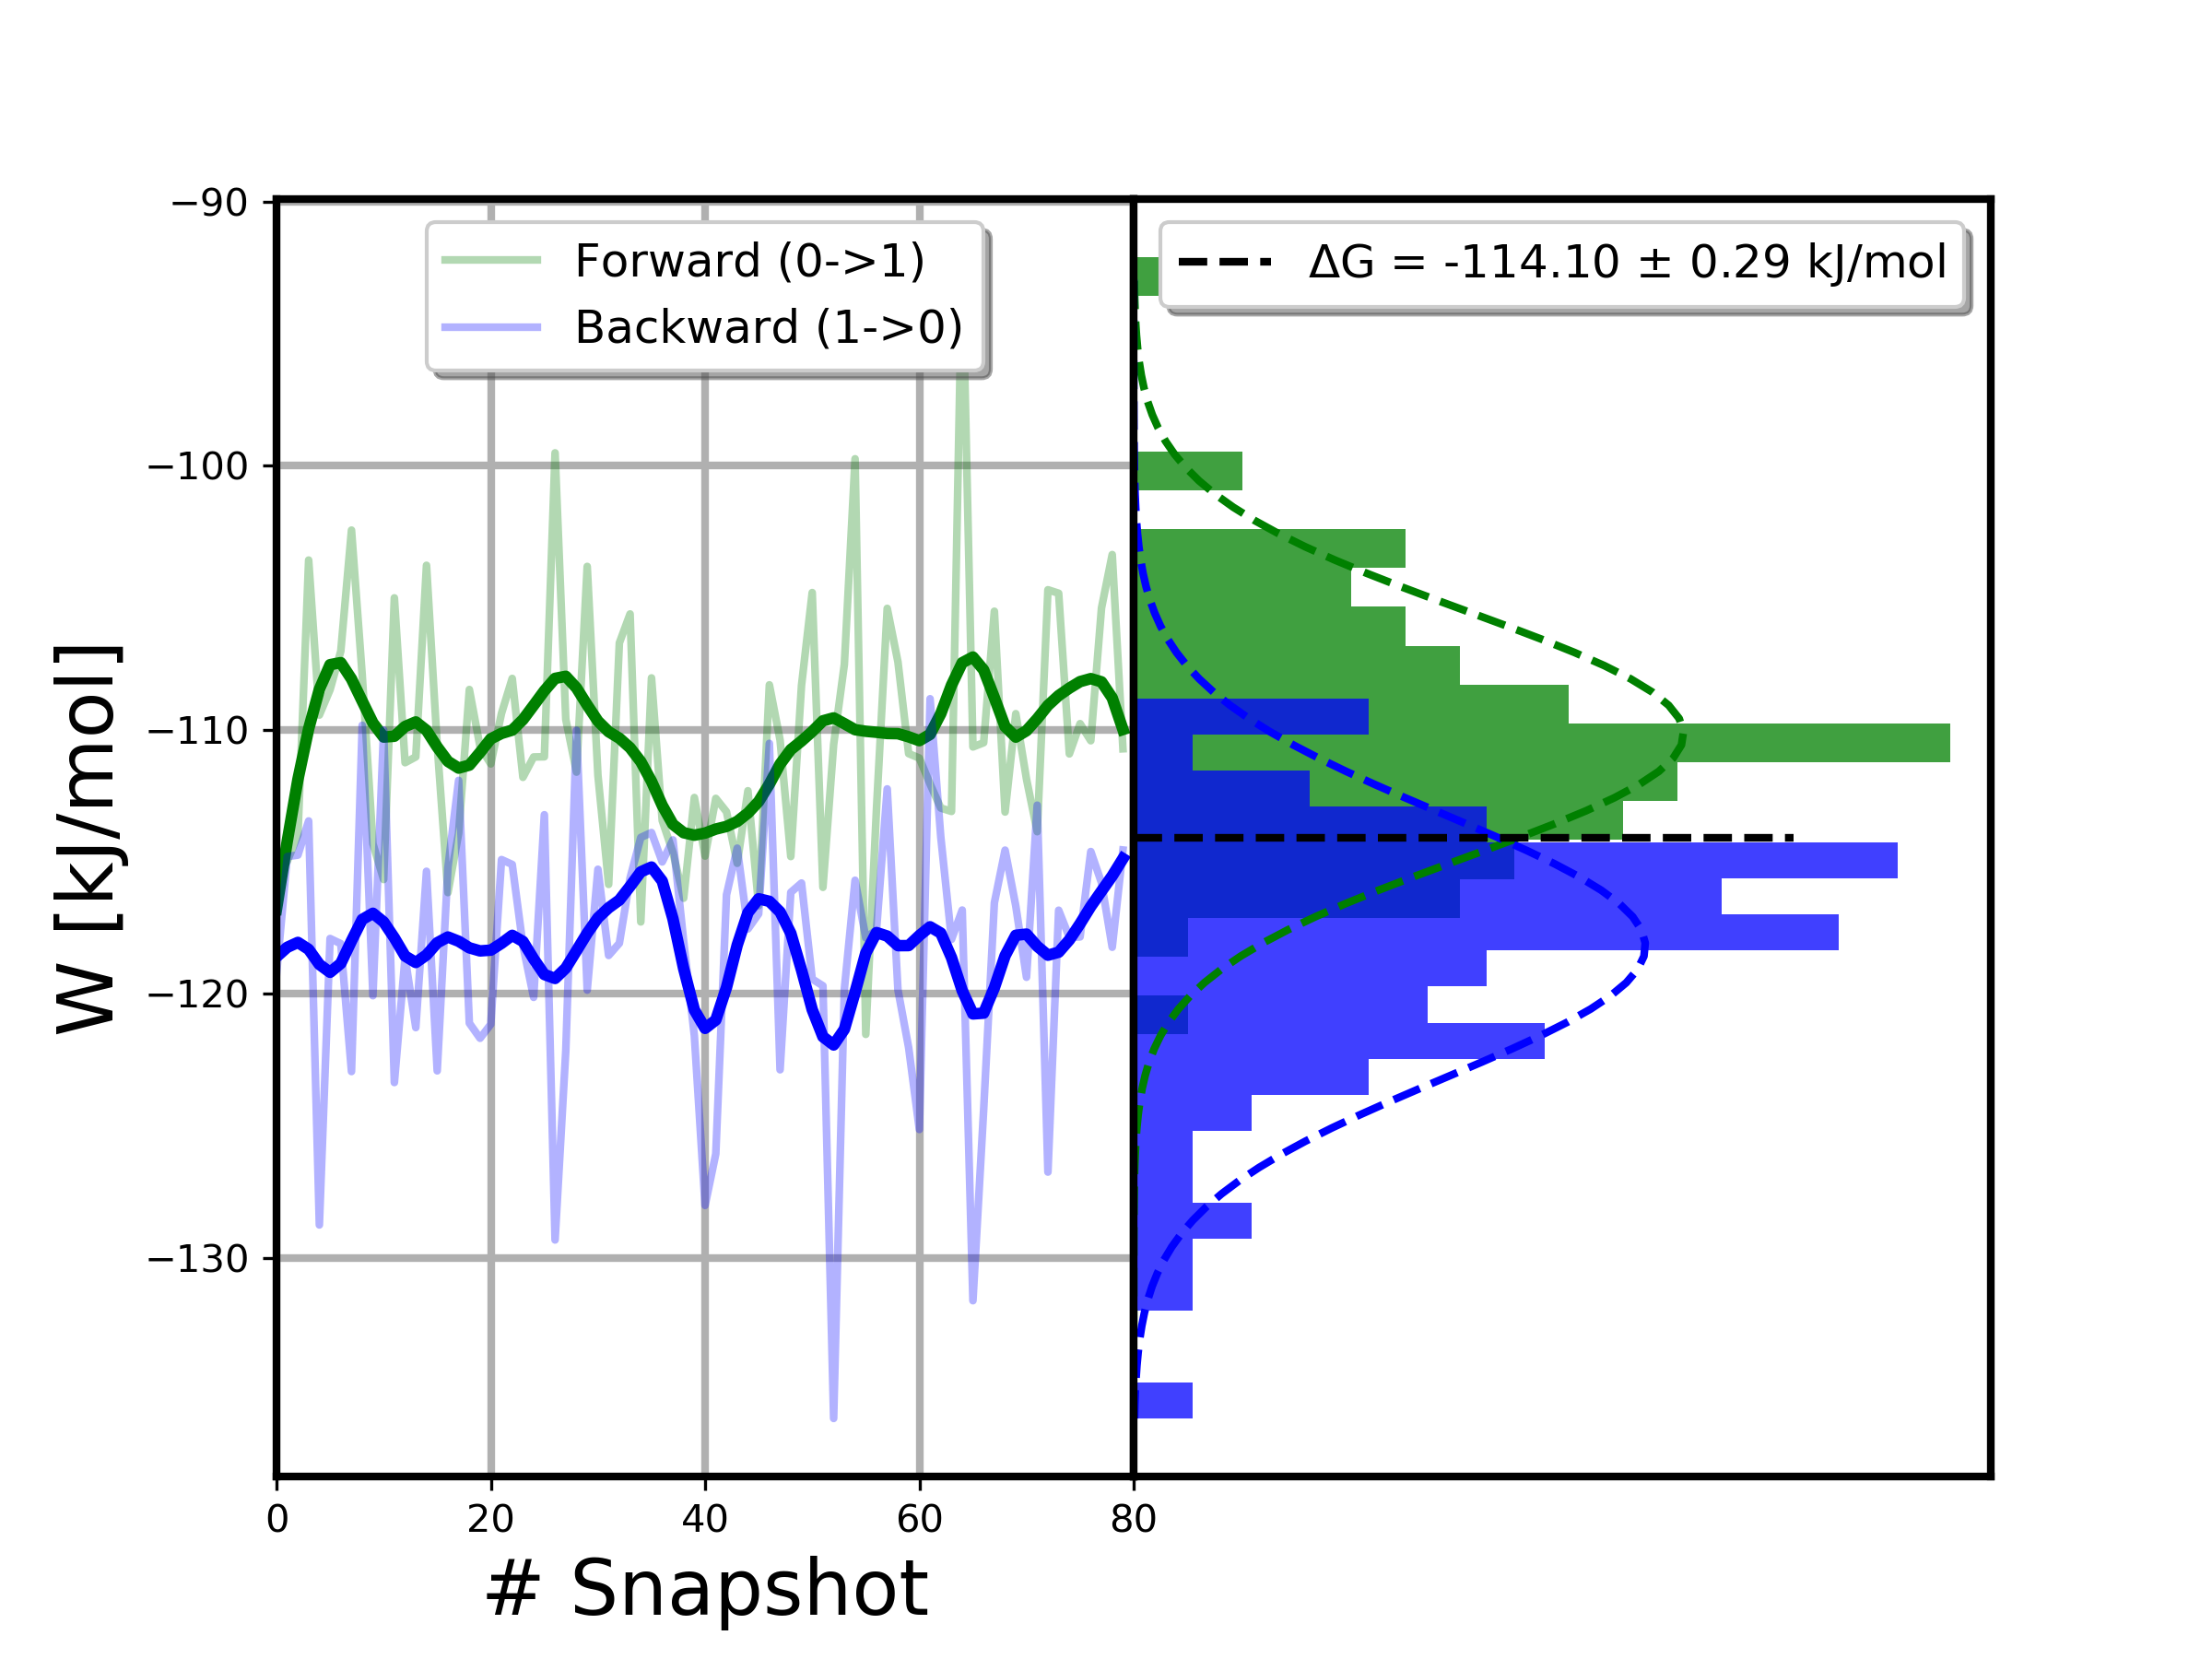 −90
−100
−110
−120
−130
W [kJ/mol]
Forward (0->1)
Backward (1->0)
ΔG = -114.10 ± 0.29 kJ/mol
0 20 40 60 80
# Snapshot